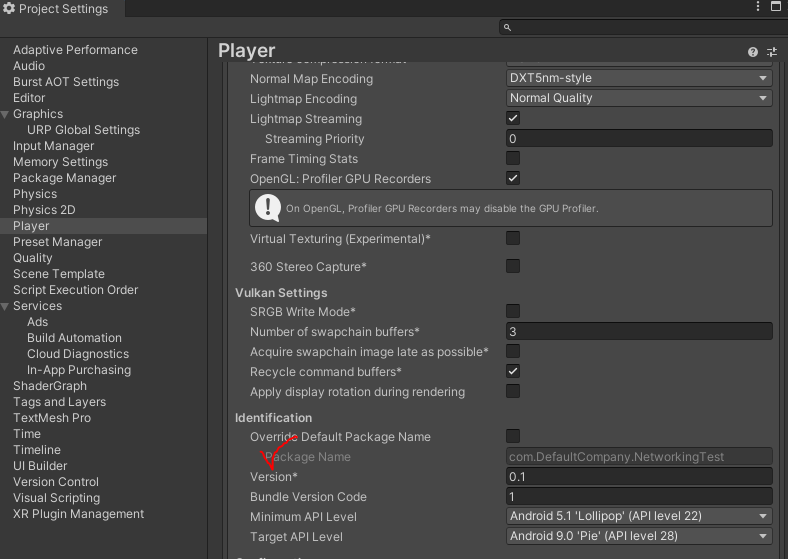 Project Settings
Adaptive Performance
Audio
Burst AOT Settings
Editor
Graphics
URP Global Settings
Input Manager
Memory Settings
Package Manager
Physics
Physics 2D
Player
Preset Manager
Quality
Scene Template
Script Execution Order
Services
Ads
Build Automation
Cloud Diagnostics
In-App Purchasing
ShaderGraph
Tags and Layers
TextMesh Pro
Time
Timeline
UI Builder
Version Control
Visual Scripting
XR Plugin Management
Player
Texture compression format
Normal Map Encoding DXT5nm-style
Lightmap Encoding Normal Quality
Lightmap Streaming
Streaming Priority 0
Frame Timing Stats
OpenGL: Profiler GPU Recorders
On OpenGL, Profiler GPU Recorders may disable the GPU Profiler.
Virtual Texturing (Experimental)*
360 Stereo Capture*
Vulkan Settings
SRGB Write Mode*
Number of swapchain buffers* 3
Acquire swapchain image late as possible*
Recycle command buffers*
Apply display rotation during rendering
Identification
Override Default Package Name
Package Name com.DefaultCompany.NetworkingTest
Version* 0.1
Bundle Version Code 1
Minimum API Level Android 5.1 'Lollipop' (API level 22)
Target API Level Android 9.0 'Pie' (API level 28)